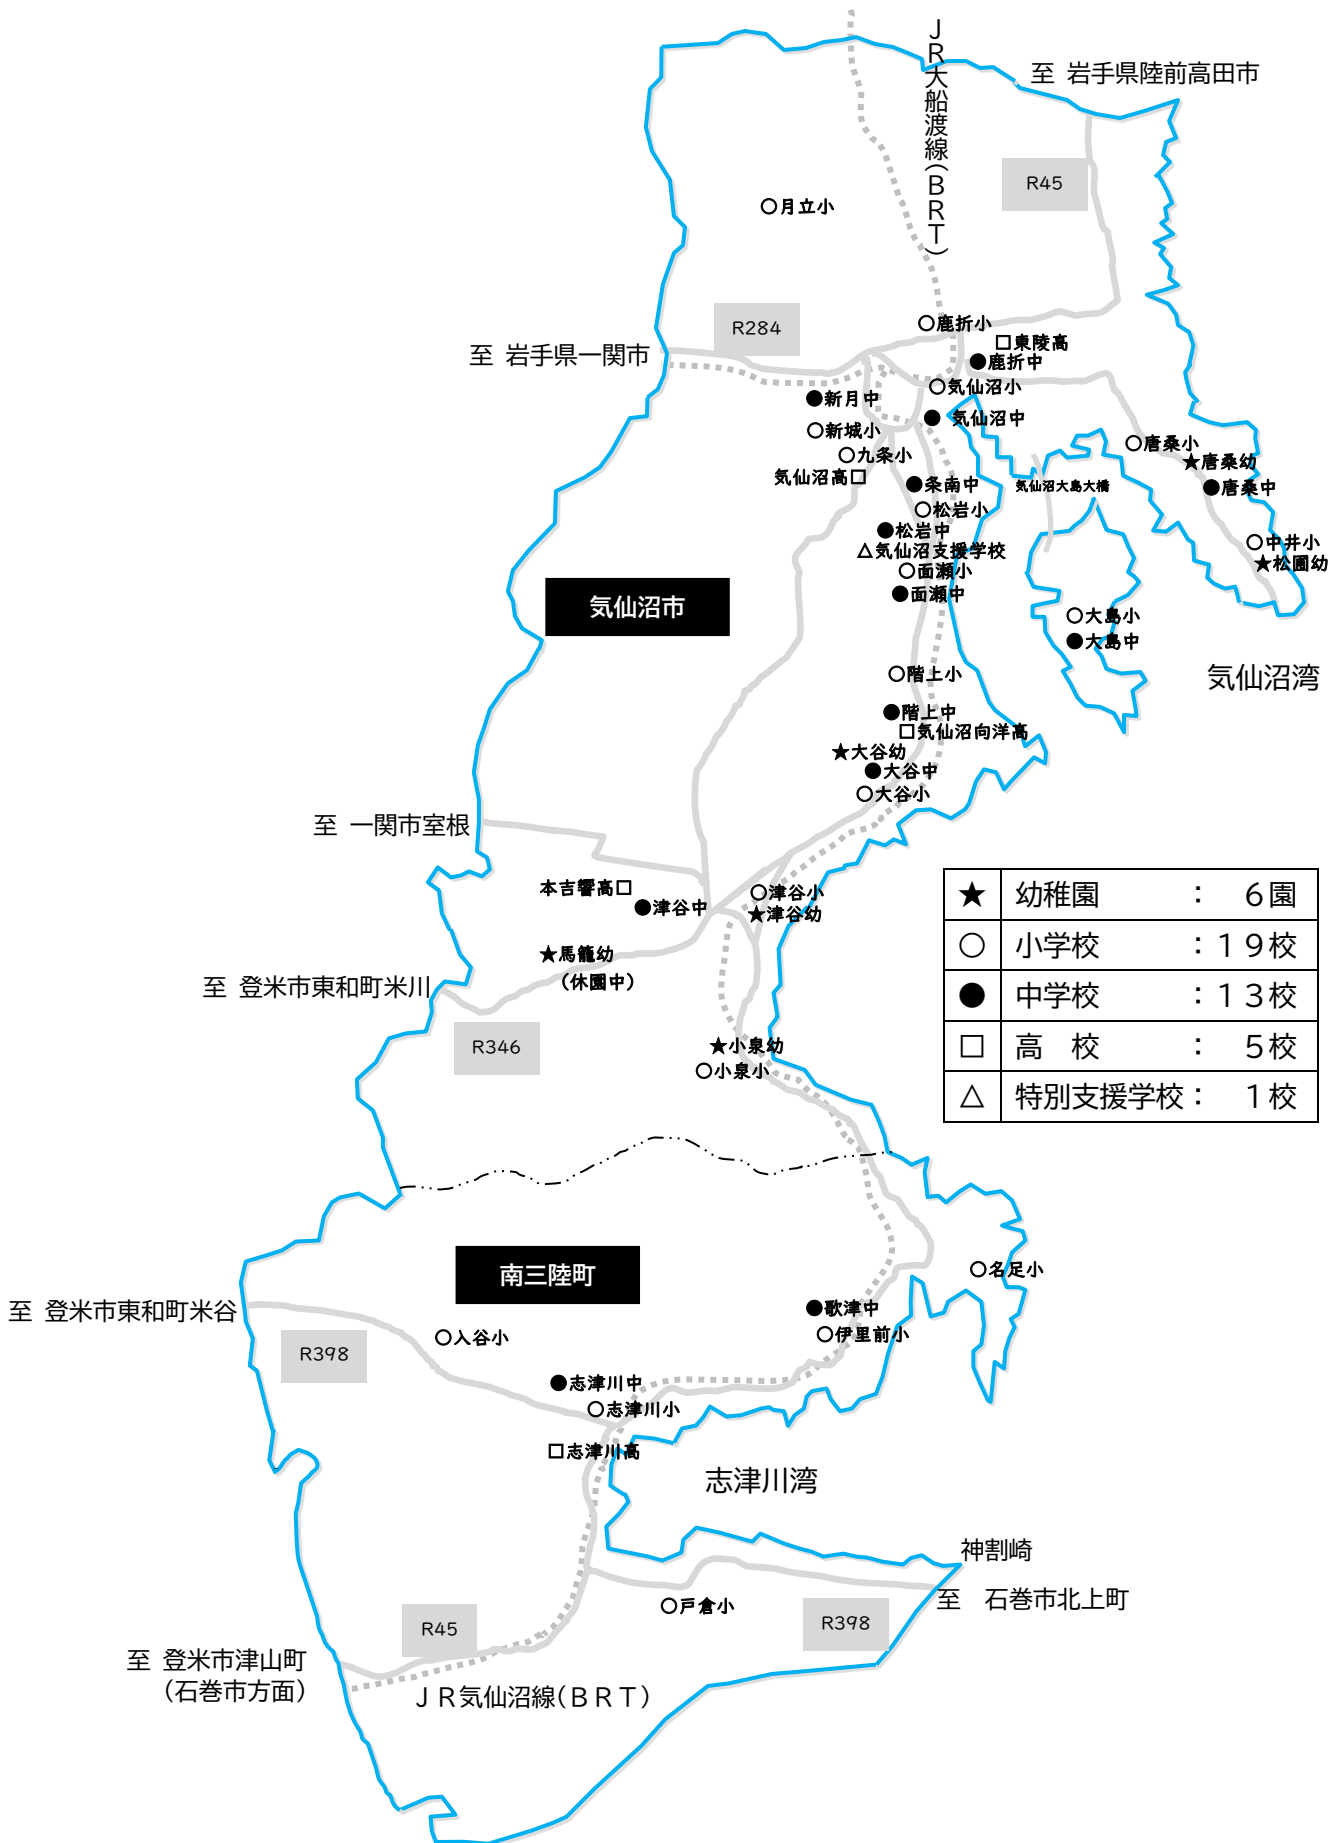 JR大船渡線(BRT)
至 岩手県陸前高田市
R45
○月立小
R284
○鹿折小
□東陵高
至 岩手県一関市
●鹿折中
○気仙沼小
●新月中
● 気仙沼中
○新城小
○唐桑小
○九条小
★唐桑幼
気仙沼高□
●条南中
気仙沼大島大橋
●唐桑中
○松岩小
●松岩中
○中井小
△気仙沼支援学校
★松圃幼
○面瀬小
●面瀬中
気仙沼市
○大島小
●大島中
○階上小
気仙沼湾
●階上中
□気仙沼向洋高
★大谷幼
●大谷中
○大谷小
至 一関市室根
本吉響高□
○津谷小
●津谷中
★津谷幼
★ 幼稚園 : 6園
○ 小学校 :19校
● 中学校 :13校
□ 高 校 : 5校
△ 特別支援学校: 1校
★馬籠幼
(休園中)
至 登米市東和町米川
R346
★小泉幼
○小泉小
南三陸町
○名足小
至 登米市東和町米谷
●歌津中
○入谷小
○伊里前小
R398
●志津川中
○志津川小
□志津川高
志津川湾
神割崎
至 石巻市北上町
○戸倉小
R398
R45
至 登米市津山町
(石巻市方面)
JR気仙沼線(BRT)